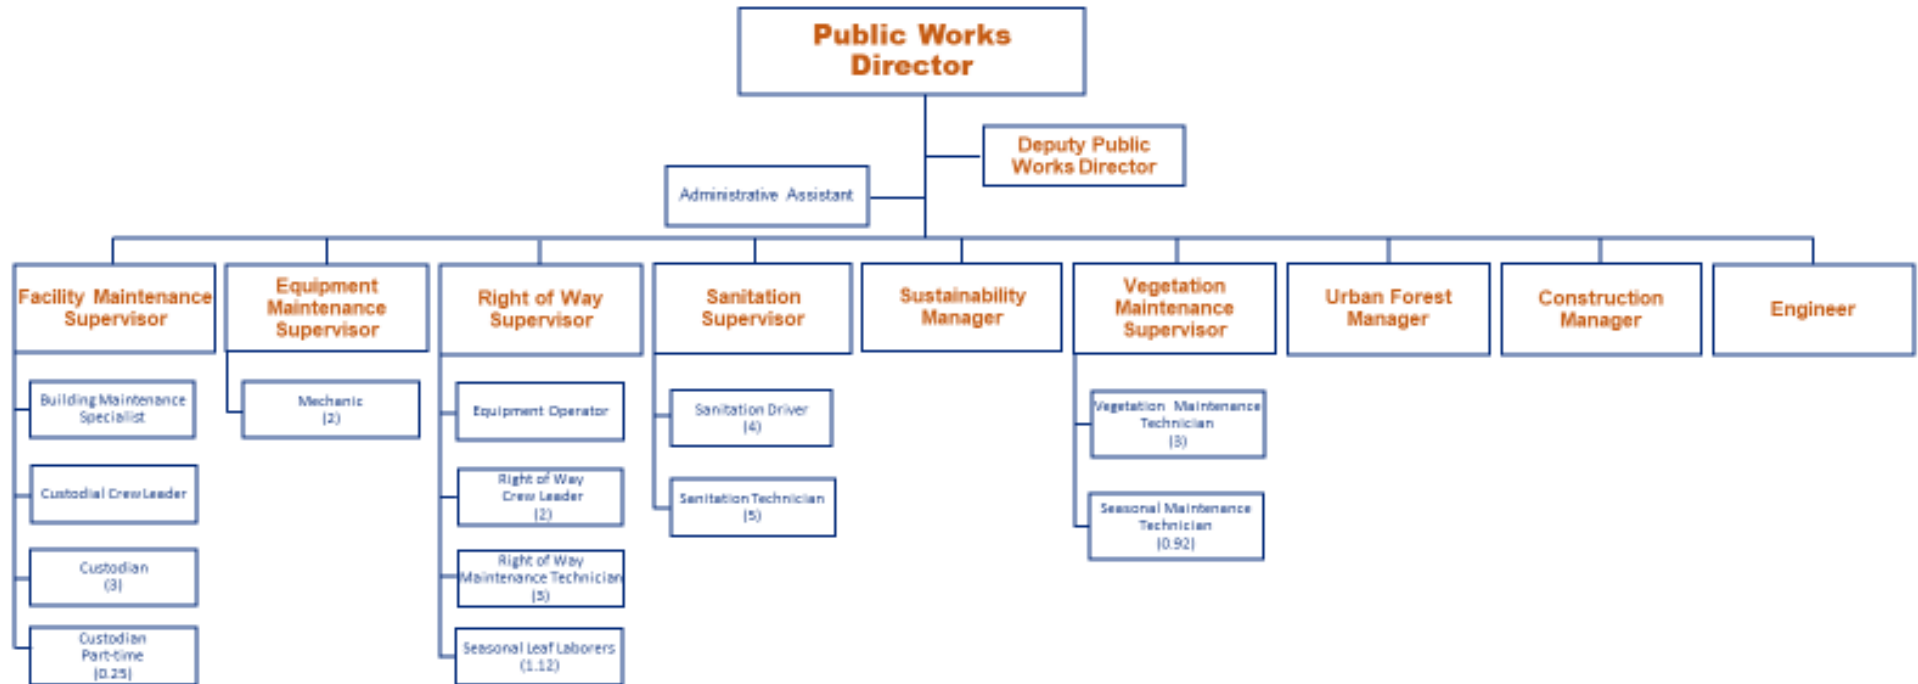 Public Works
Director
Deputy Public
Works Director
Administrative Assistant
Facility Maintenance
Supervisor
Equipment
Maintenance
Supervisor
Right of Way
Supervisor
Sanitation
Supervisor
Sustainability
Manager
Vegetation
Maintenance
Supervisor
Urban Forest
Manager
Construction
Manager
Engineer
Building Maintenance
Specialist
Custodial Crew Leader
Custodian
(3)
Custodian
Part-time
(0.25)
Mechanic
(2)
Equipment Operator
Right of Way
Crew Leader
(2)
Right of Way
Maintenance Technician
Seasonal Leaf Laborers
(1.12)
Sanitation Driver
(4)
Sanitation Technician
(5)
Vegetation Maintenance
Technician
(3)
Seasonal Maintenance
Technician
(0.92)